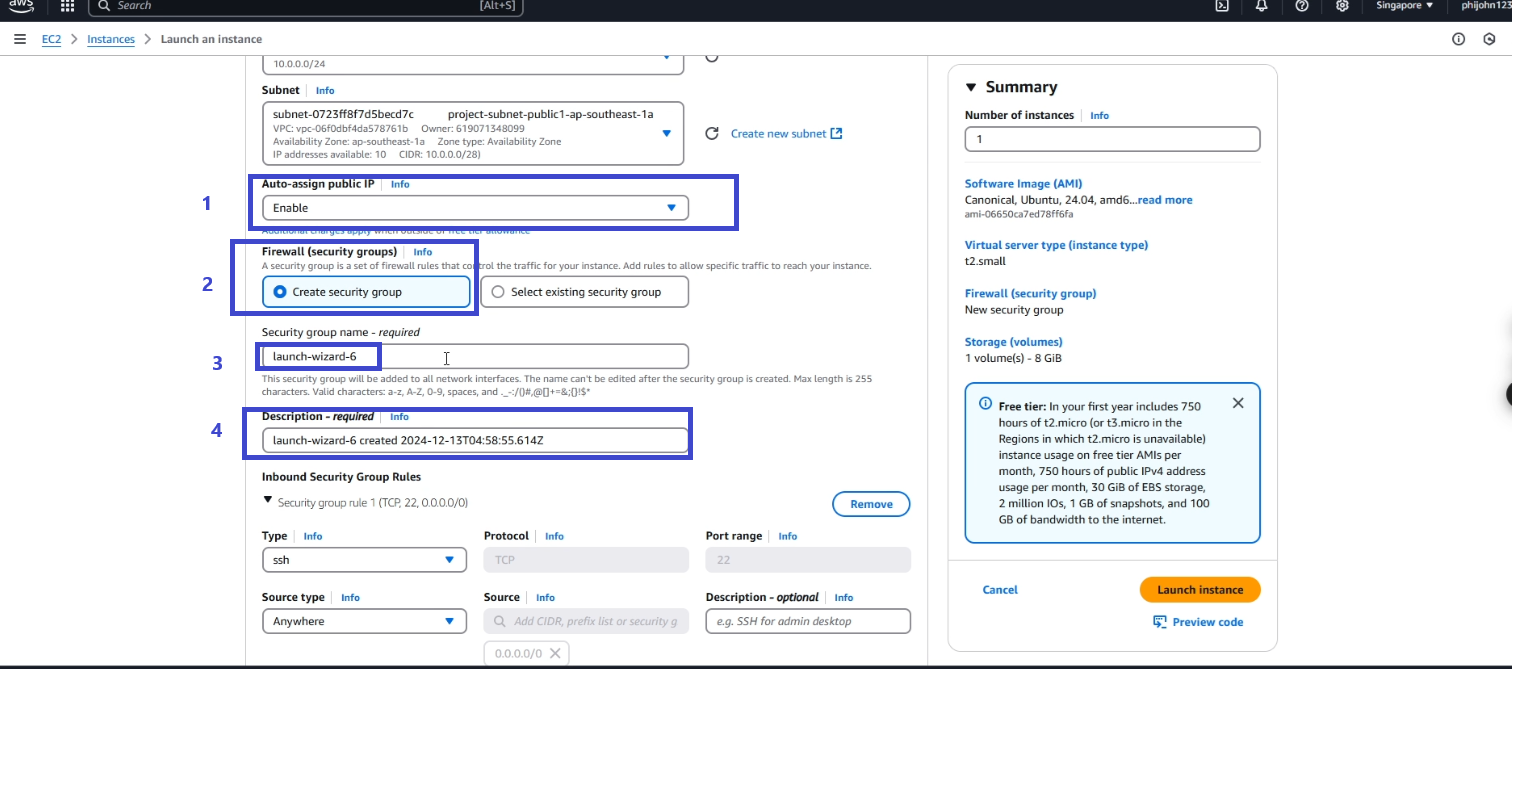 aws
Search [Alt+S] Singapore phijohn123
EC2 > Instances > Launch an instance
10.0.0.0/24
Subnet | Info
subnet-0723ff8f7d5becd7c project-subnet-public1-ap-southeast-1a
VPC: vpc-06f0dbf4da578761b Owner: 619071348099
Availability Zone: ap-southeast-1a Zone type: Availability Zone
IP addresses available: 10 CIDR: 10.0.0.0/28)
Create new subnet
1
Auto-assign public IP | Info
Enable
Additional charges apply when outside of free tier allowance
2
Firewall (security groups) | Info
A security group is a set of firewall rules that control the traffic for your instance. Add rules to allow specific traffic to reach your instance.
Create security group
Select existing security group
Security group name - required
3
launch-wizard-6
This security group will be added to all network interfaces. The name can't be edited after the security group is created. Max length is 255
characters. Valid characters: a-z, A-Z, 0-9, spaces, and ._-:/()#,@[]+=&;{}!$*
4
Description - required | Info
launch-wizard-6 created 2024-12-13T04:58:55.614Z
Inbound Security Group Rules
Security group rule 1 (TCP, 22, 0.0.0.0/0)
Remove
Type | Info Protocol | Info Port range | Info
ssh TCP 22
Source type | Info Source | Info Description - optional | Info
Anywhere Add CIDR, prefix list or security g e.g. SSH for admin desktop
0.0.0.0/0
Summary
Number of instances | Info
1
Software Image (AMI)
Canonical, Ubuntu, 24.04, amd6...read more
ami-06650ca7ed78ff6fa
Virtual server type (instance type)
t2.small
Firewall (security group)
New security group
Storage (volumes)
1 volume(s) - 8 GiB
Free tier: In your first year includes 750
hours of t2.micro (or t3.micro in the
Regions in which t2.micro is unavailable)
instance usage on free tier AMIs per
month, 750 hours of public IPv4 address
usage per month, 30 GiB of EBS storage,
2 million IOs, 1 GB of snapshots, and 100
GB of bandwidth to the internet.
Cancel
Launch instance
Preview code